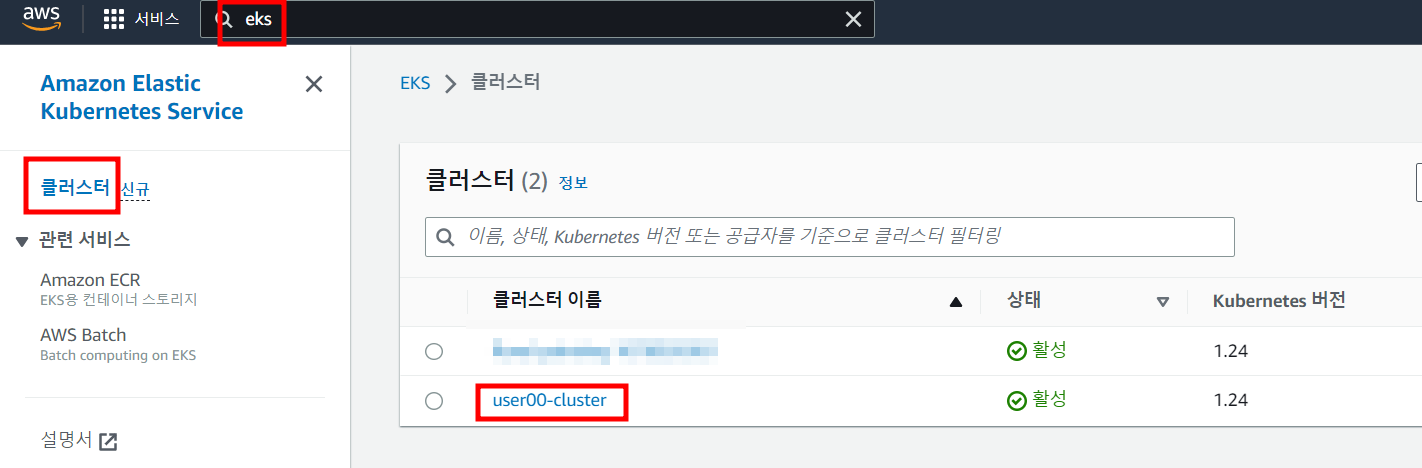 aws 서비스 eks
Amazon Elastic
Kubernetes Service
클러스터 신규
관련 서비스
Amazon ECR
EKS용 컨테이너 스토리지
AWS Batch
Batch computing on EKS
설명서
EKS 클러스터
클러스터 (2) 정보
이름, 상태, Kubernetes 버전 또는 공급자를 기준으로 클러스터 필터링
클러스터 이름 상태 Kubernetes 버전
활성 1.24
user00-cluster 활성 1.24